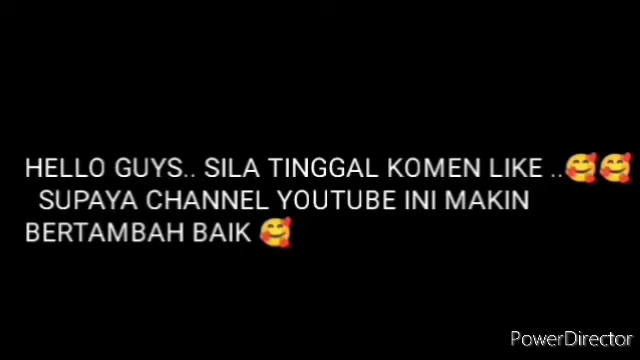 HELLO GUYS.. SILA TINGGAL KOMEN LIKE ..🥰🥰
SUPAYA CHANNEL YOUTUBE INI MAKIN
BERTAMBAH BAIK 🥰
PowerDirector